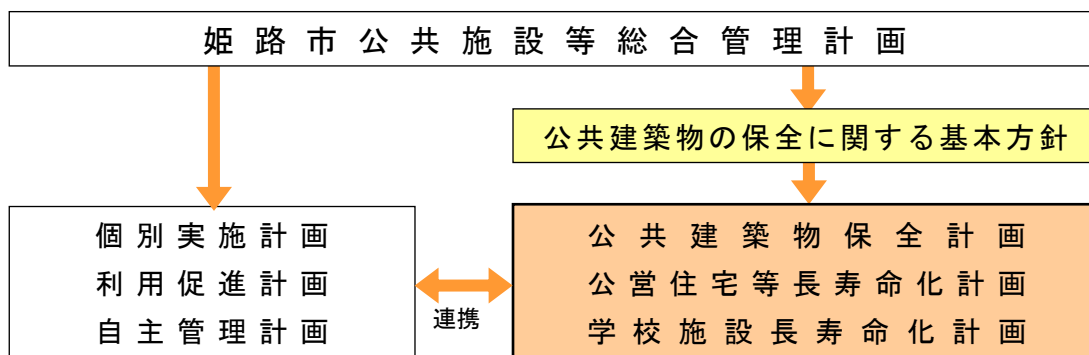 姫路市公共施設等総合管理計画
公共建築物の保全に関する基本方針
個別実施計画
利用促進計画
自主管理計画
連携
公共建築物保全計画
公営住宅等長寿命化計画
学校施設長寿命化計画